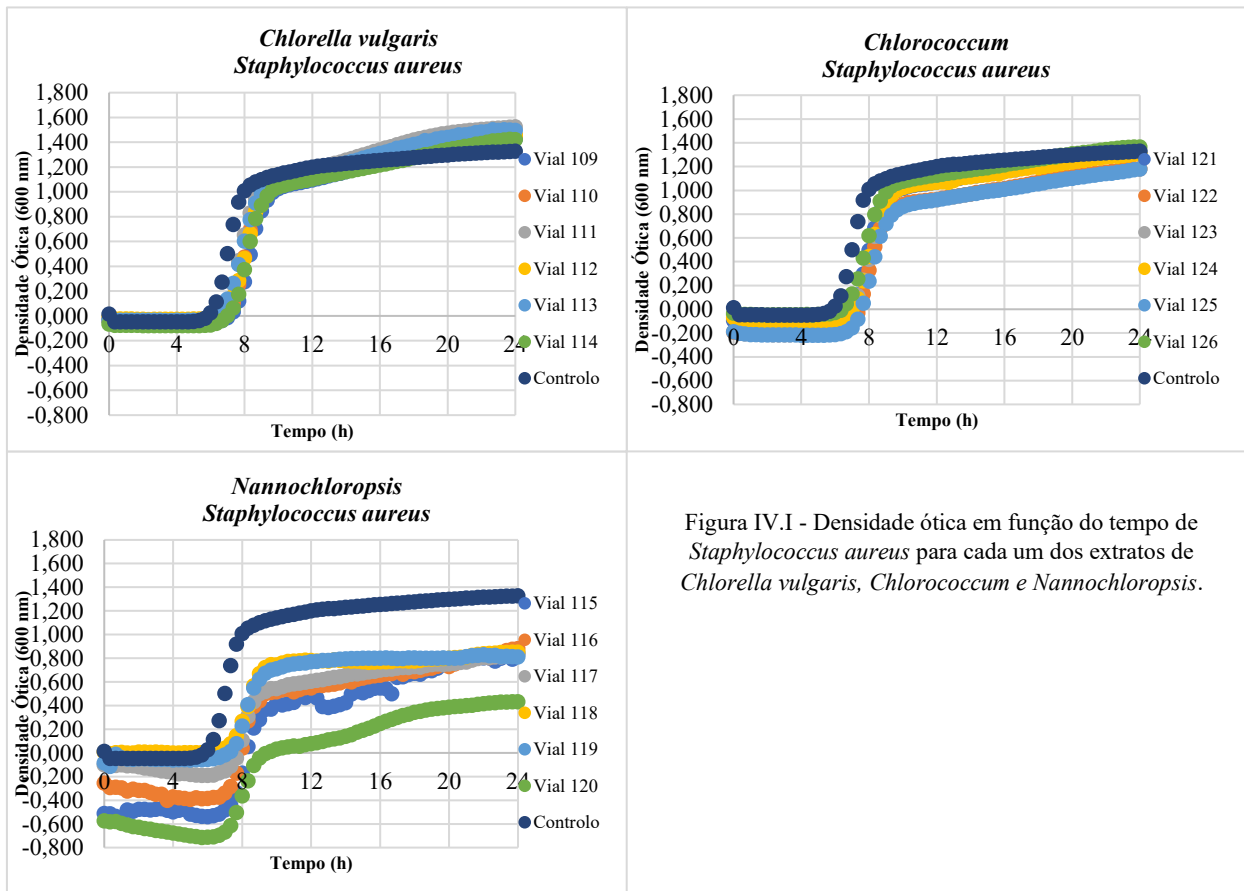 Chlorella vulgaris
Staphylococcus aureus
Densidade Ótica (600 nm)
1,800
1,600
1,400
1,200
1,000
0,800
0,600
0,400
0,200
0,000
-0,200
-0,400
-0,600
-0,800
0
4
8
12
16
20
24
Tempo (h)
Vial 109
Vial 110
Vial 111
Vial 112
Vial 113
Vial 114
Controlo
Chlorococcum
Staphylococcus aureus
Densidade Ótica (600 nm)
1,800
1,600
1,400
1,200
1,000
0,800
0,600
0,400
0,200
0,000
-0,200
-0,400
-0,600
-0,800
0
4
8
12
16
20
24
Tempo (h)
Vial 121
Vial 122
Vial 123
Vial 124
Vial 125
Vial 126
Controlo
Nannochloropsis
Staphylococcus aureus
Densidade Ótica (600 nm)
1,800
1,600
1,400
1,200
1,000
0,800
0,600
0,400
0,200
0,000
-0,200
-0,400
-0,600
-0,800
0
4
8
12
16
20
24
Tempo (h)
Vial 115
Vial 116
Vial 117
Vial 118
Vial 119
Vial 120
Controlo
Figura IV.I - Densidade ótica em função do tempo de
Staphylococcus aureus para cada um dos extratos de
Chlorella vulgaris, Chlorococcum e Nannochloropsis.